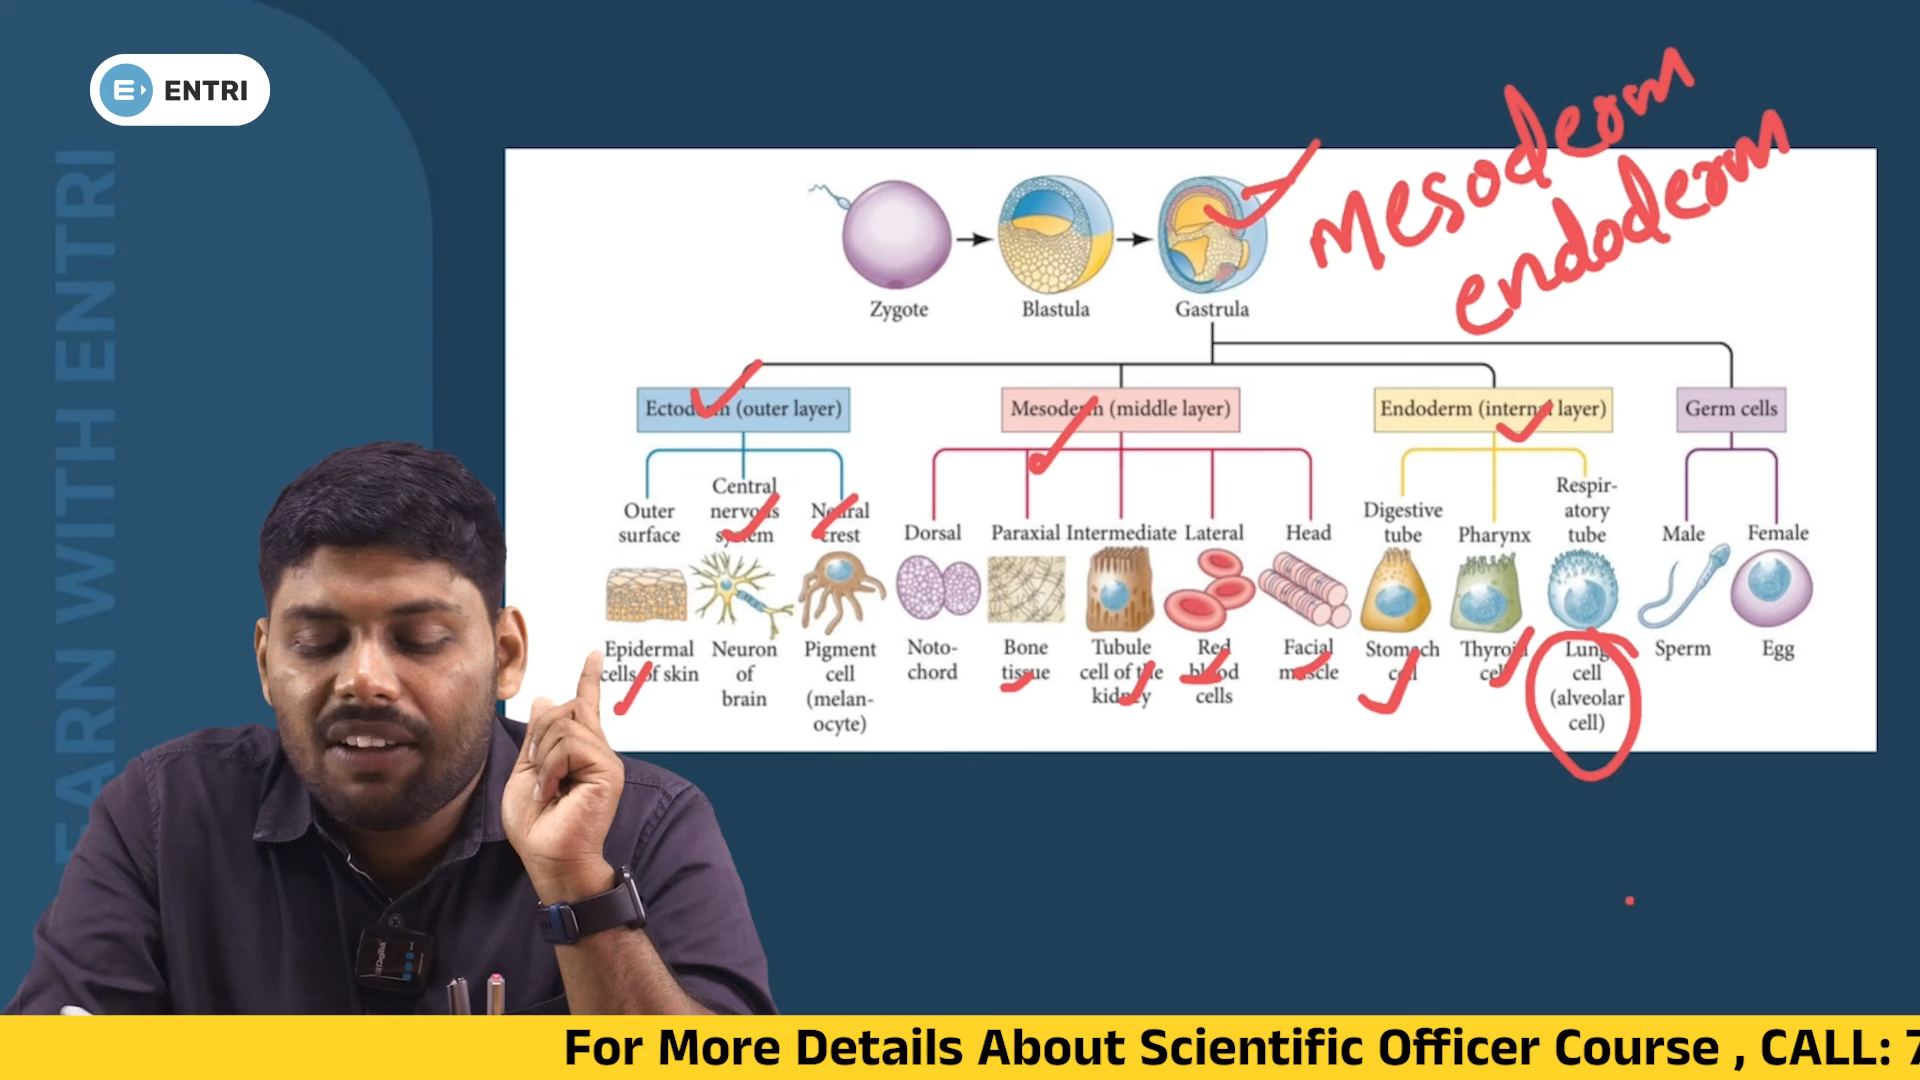 ENTRI
LEARN WITH ENTRI
Mesoderm
endoderm
Zygote
Blastula
Gastrula
Ectoderm (outer layer)
Mesoderm (middle layer)
Endoderm (internal layer)
Germ cells
Outer
surface
Central
nervous
system
Neural
crest
Dorsal
Paraxial
Intermediate
Lateral
Head
Digestive
tube
Pharynx
Respir-
atory
tube
Male
Female
Epidermal
cells of skin
Neuron
of
brain
Pigment
cell
(melan-
ocyte)
Noto-
chord
Bone
tissue
Tubule
cell of the
kidney
Red
blood
cells
Facial
muscle
Stomach
cell
Thyroid
cell
Lung
cell
(alveolar
cell)
Sperm
Egg
For More Details About Scientific Officer Course , CALL: 7